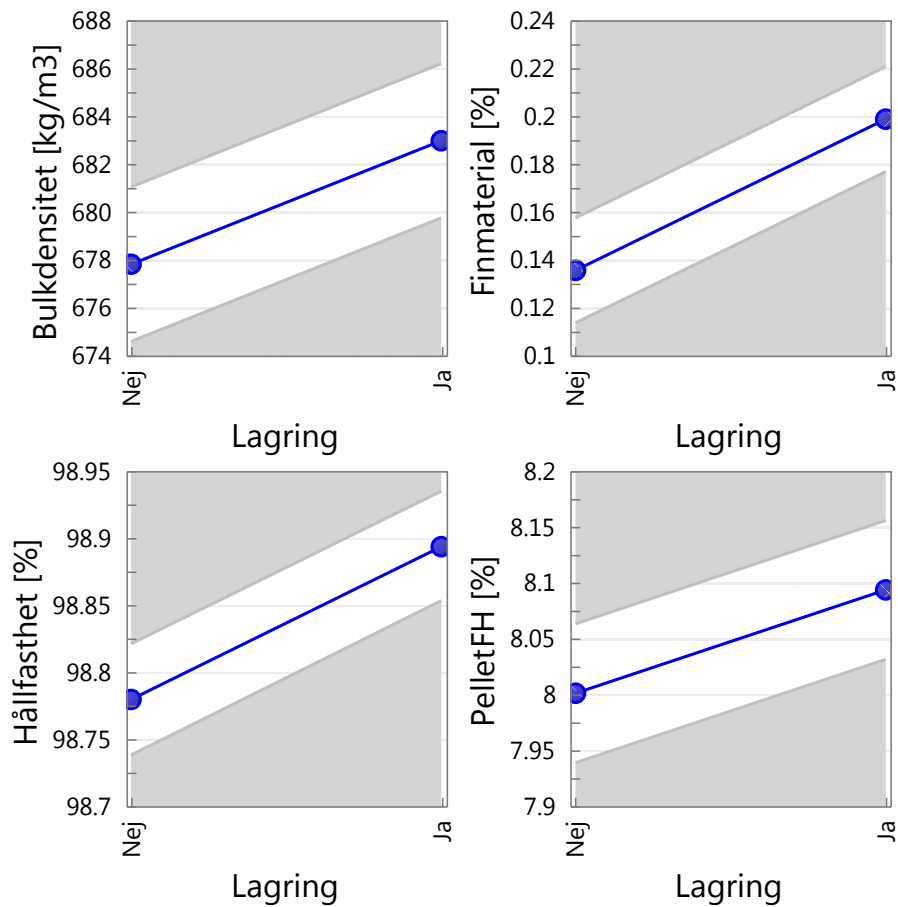 Bulkdensitet [kg/m3]
688
686
684
682
680
678
676
674
Nej
Ja
Lagring
Finmaterial [%]
0.24
0.22
0.2
0.18
0.16
0.14
0.12
0.1
Nej
Ja
Lagring
Hållfasthet [%]
98.95
98.9
98.85
98.8
98.75
98.7
Nej
Ja
Lagring
PelletFH [%]
8.2
8.15
8.1
8.05
8
7.95
7.9
Nej
Ja
Lagring